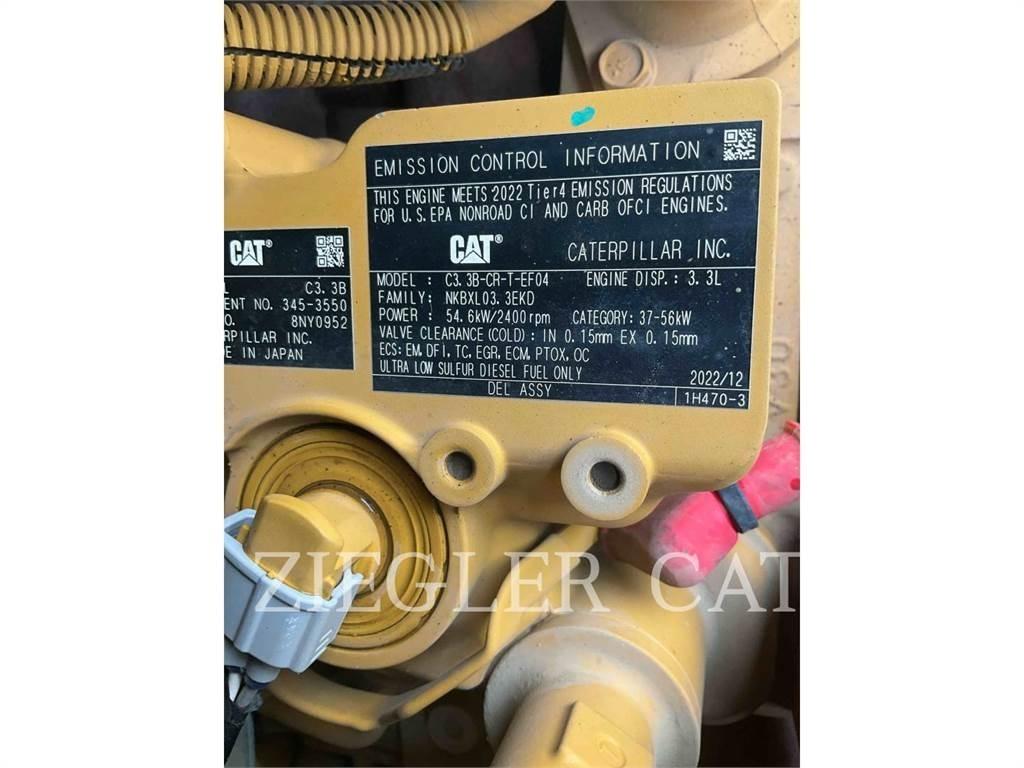 EMISSION CONTROL INFORMATION
THIS ENGINE MEETS 2022 Tier4 EMISSION REGULATIONS
FOR U.S. EPA NONROAD CI AND CARB OFCI ENGINES.
CAT® CATERPILLAR INC.
MODEL : C3.3B-CR-T-EF04 ENGINE DISP.: 3.3L
FAMILY: NKBXL03.3EKD
POWER : 54.6kW/2400rpm CATEGORY: 37-56kW
VALVE CLEARANCE(COLD): IN 0.15mm EX 0.15mm
ECS: EM, DFI, TC, EGR, ECM, PTOX, OC
ULTRA LOW SULFUR DIESEL FUEL ONLY 2022/12
DEL ASSY 1H470-3
CAT®
L C3.3B
ENT NO. 345-3550
O. 8NY0952
RPILLAR INC.
DE IN JAPAN
V30
ZIEGLER CAT